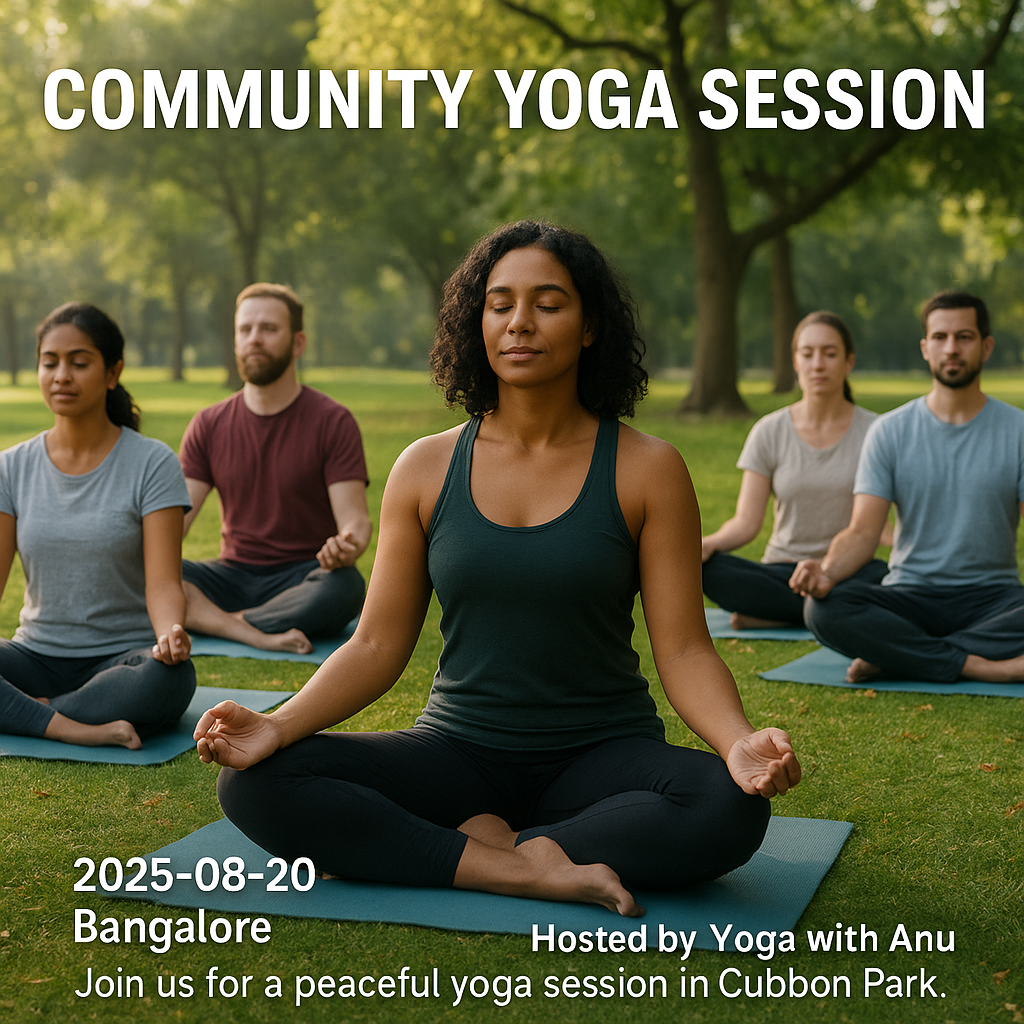 COMMUNITY YOGA SESSION
2025-08-20
Bangalore
Hosted by Yoga with Anu
Join us for a peaceful yoga session in Cubbon Park.